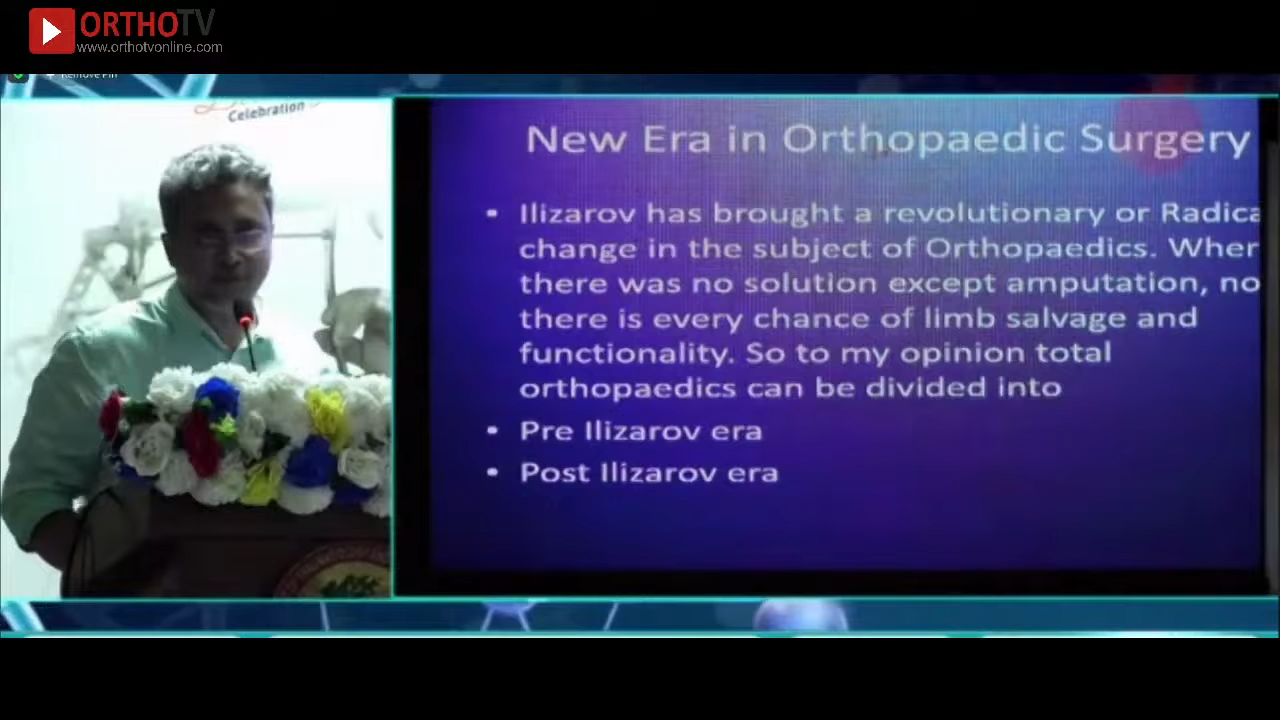 ORTHOTV
www.orthotvonline.com
Remove Pin
Celebration
New Era in Orthopaedic Surgery
• Ilizarov has brought a revolutionary or Radica
change in the subject of Orthopaedics. Wher
there was no solution except amputation, no
there is every chance of limb salvage and
functionality. So to my opinion total
orthopaedics can be divided into
• Pre Ilizarov era
• Post Ilizarov era